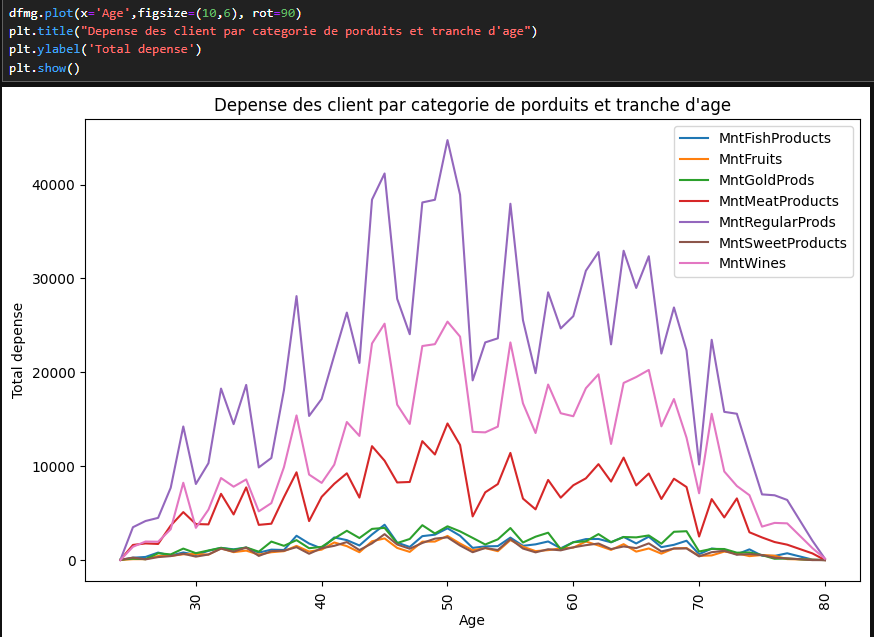 dfmg.plot(x='Age',figsize=(10,6), rot=90)
plt.title("Depense des client par categorie de porduits et tranche d'age")
plt.ylabel('Total depense')
plt.show()
Depense des client par categorie de porduits et tranche d'age
MntFishProducts
MntFruits
MntGoldProds
MntMeatProducts
MntRegularProds
MntSweetProducts
MntWines
Total depense
40000
30000
20000
10000
0
30
40
50
60
70
80
Age